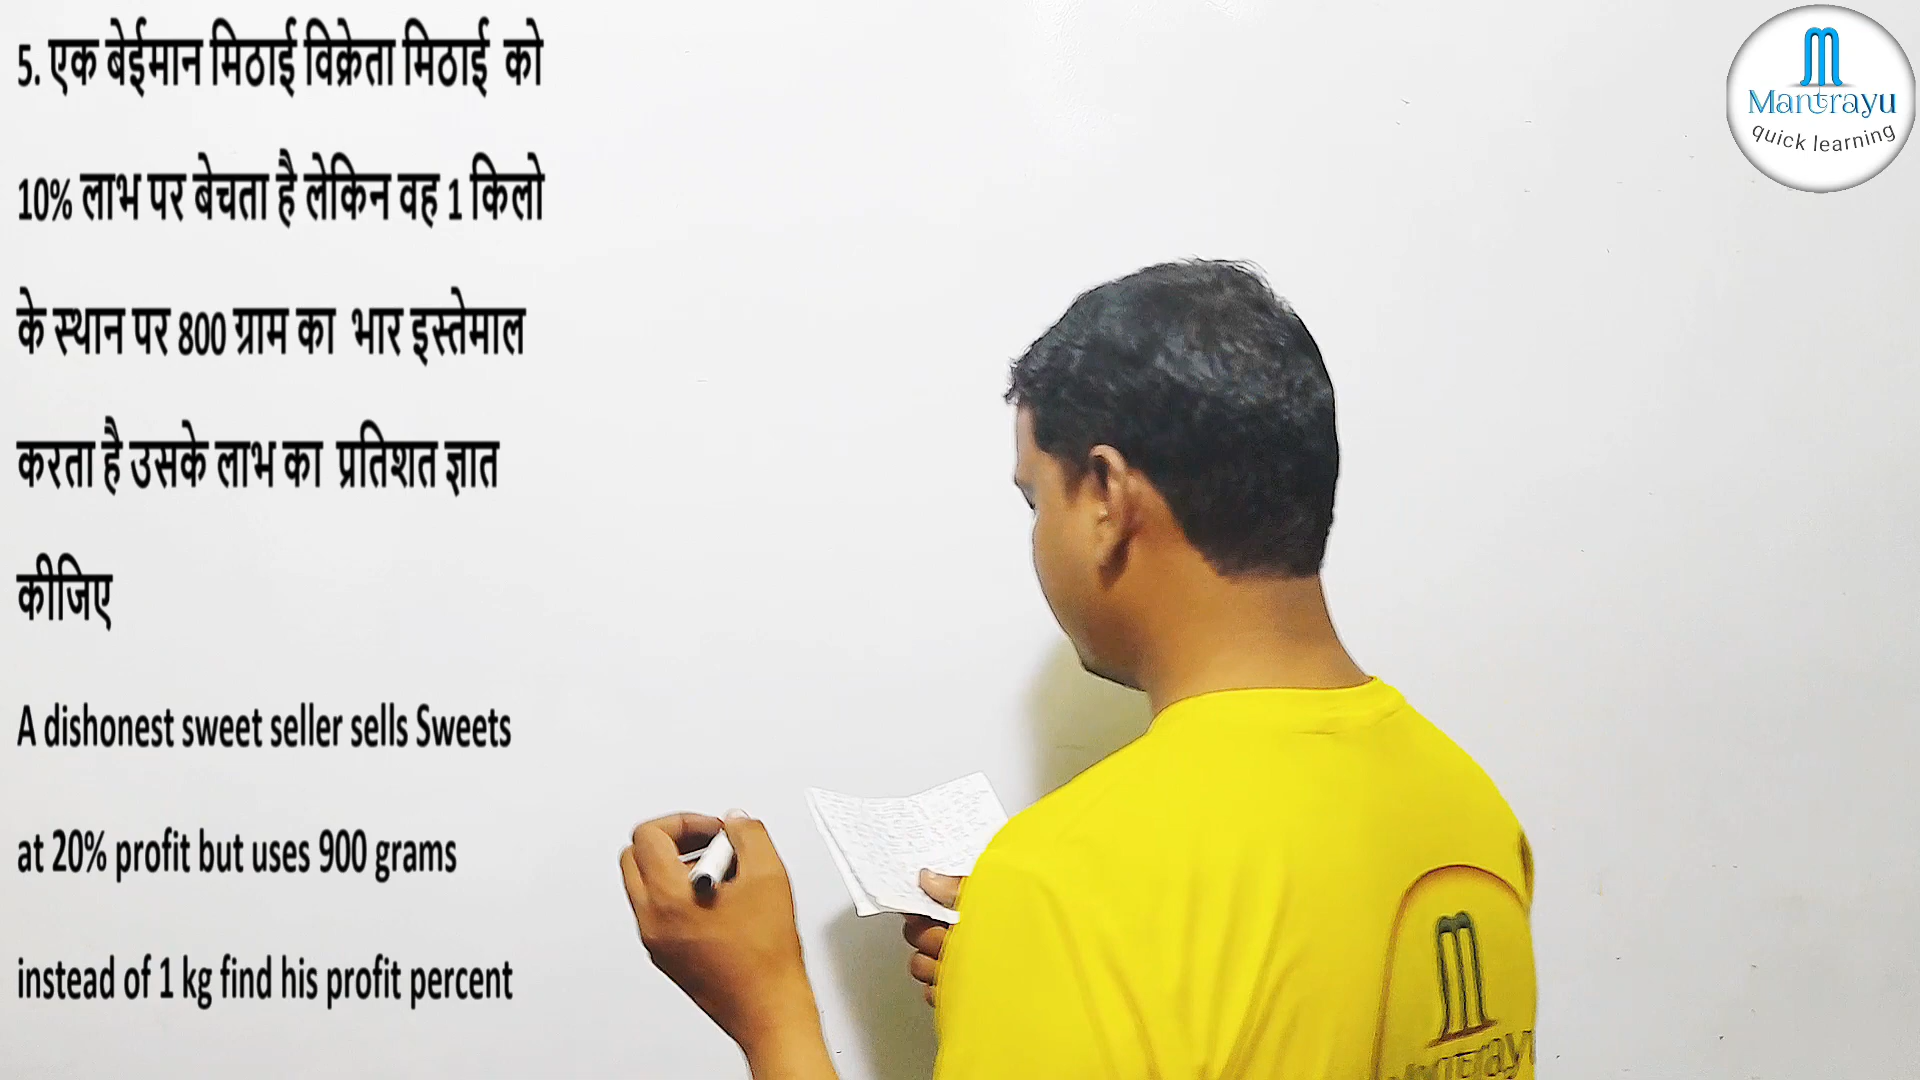 5. एक बेईमान मिठाई विक्रेता मिठाई को
10% लाभ पर बेचता है लेकिन वह 1 किलो
के स्थान पर 800 ग्राम का भार इस्तेमाल
करता है उसके लाभ का प्रतिशत ज्ञात
कीजिए
A dishonest sweet seller sells Sweets
at 20% profit but uses 900 grams
instead of 1 kg find his profit percent
Mantrayu
quick learning